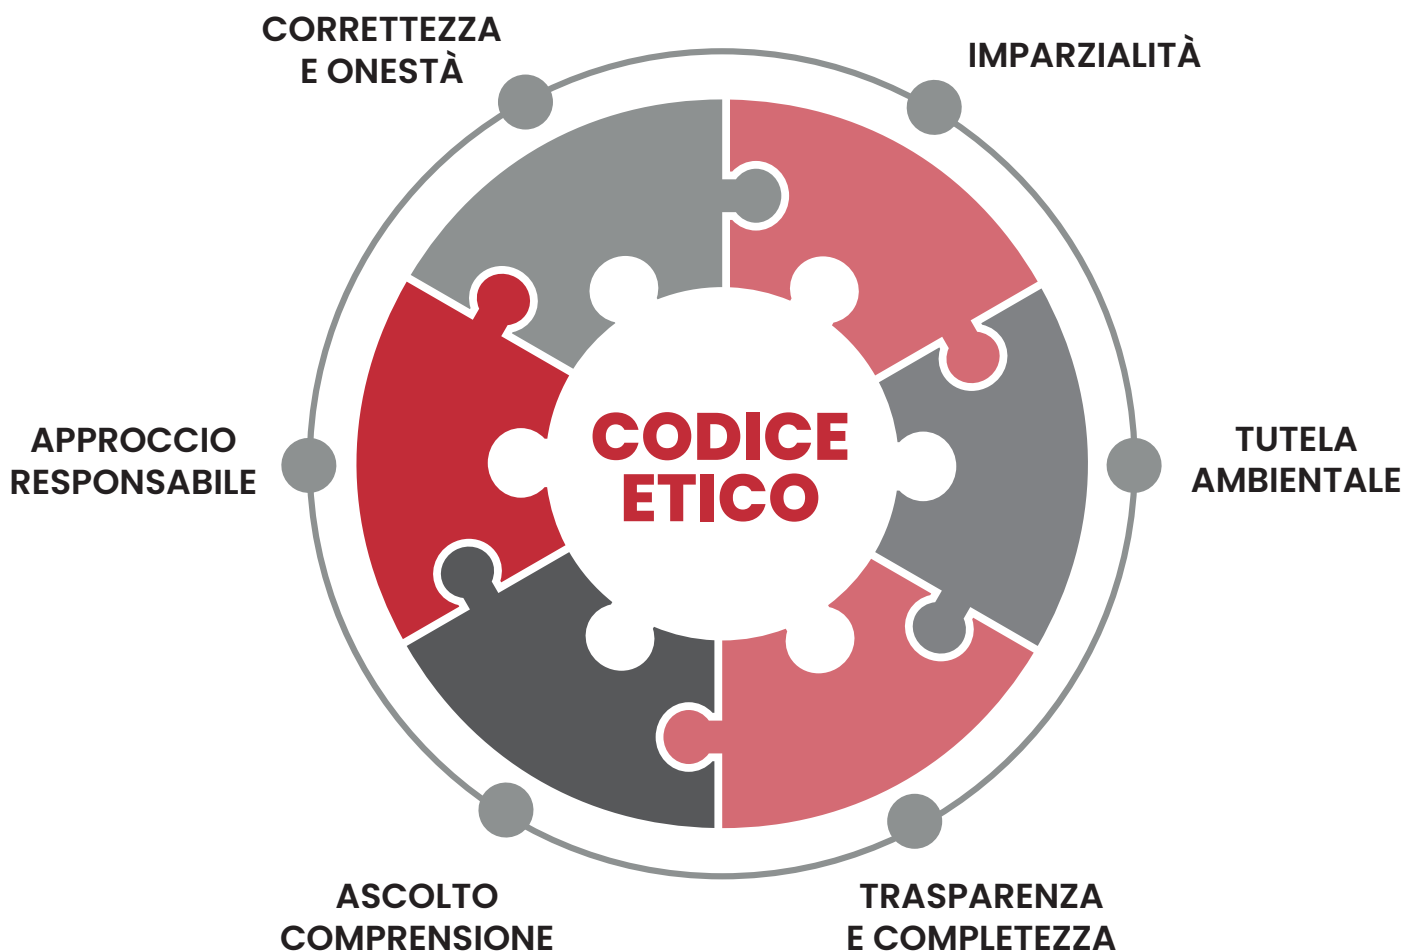 CORRETTEZZA
E ONESTÀ
IMPARZIALITÀ
APPROCCIO
RESPONSABILE
CODICE
ETICO
TUTELA
AMBIENTALE
ASCOLTO
COMPRENSIONE
TRASPARENZA
E COMPLETEZZA